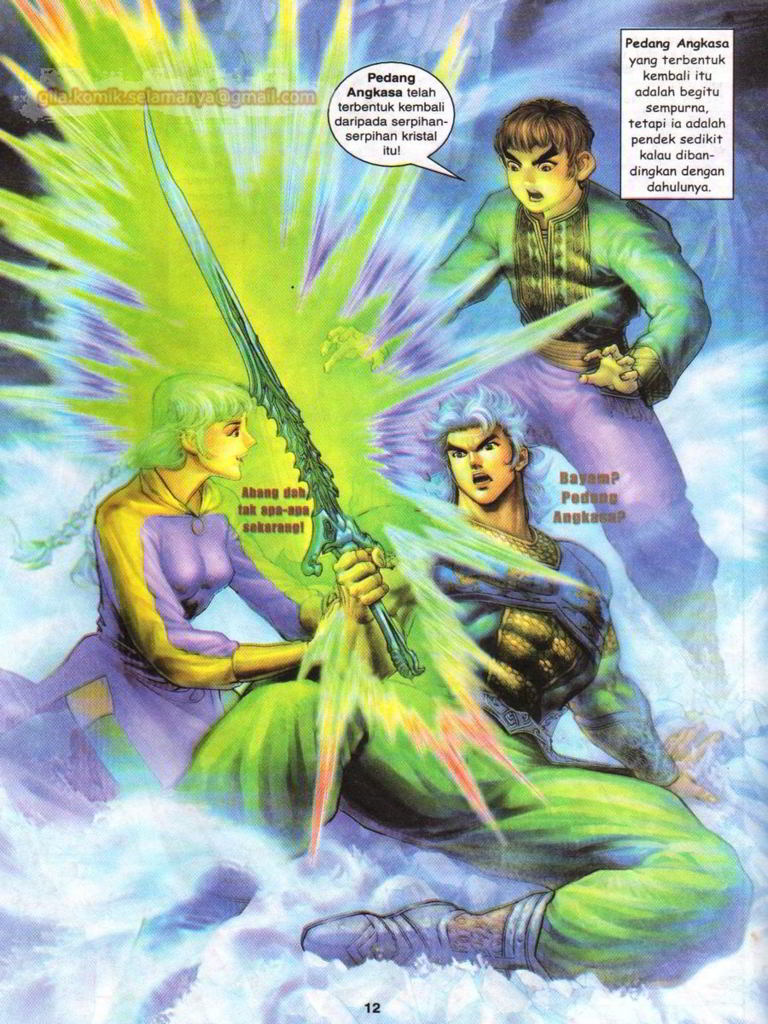 gila.komik.selamanya@gmail.com
Pedang
Angkasa telah
terbentuk kembali
daripada serpihan-
serpihan kristal
itu!
Pedang Angkasa
yang terbentuk
kembali itu
adalah begitu
sempurna,
tetapi ia adalah
pendek sedikit
kalau diban-
dingkan dengan
dahulunya.
Abang dah
tak apa-apa
sekarang!
Bayam?
Pedang
Angkasa?
12